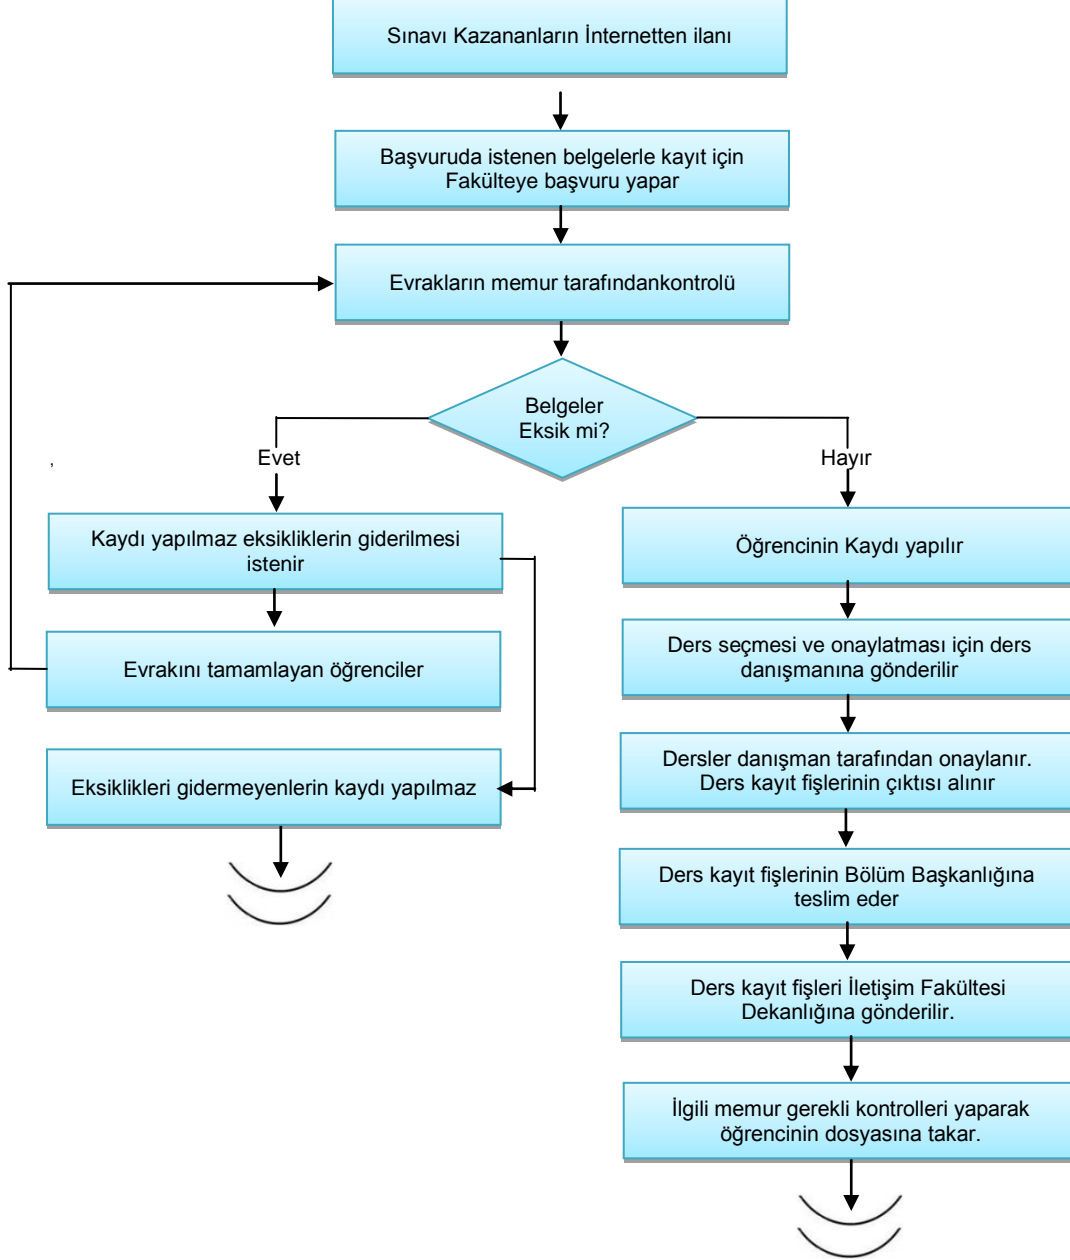 Sınavı Kazananların İnternetten ilanı
Başvuruda istenen belgelerle kayıt için
Fakülteye başvuru yapar
Evrakların memur tarafındankontrolü
Belgeler
Eksik mi?
Evet
Hayır
,
Kaydı yapılmaz eksikliklerin giderilmesi
istenir
Evrakını tamamlayan öğrenciler
Eksiklikleri gidermeyenlerin kaydı yapılmaz
Öğrencinin Kaydı yapılır
Ders seçmesi ve onaylatması için ders
danışmanına gönderilir
Dersler danışman tarafından onaylanır.
Ders kayıt fişlerinin çıktısı alınır
Ders kayıt fişlerinin Bölüm Başkanlığına
teslim eder
Ders kayıt fişleri İletişim Fakültesi
Dekanlığına gönderilir.
İlgili memur gerekli kontrolleri yaparak
öğrencinin dosyasına takar.